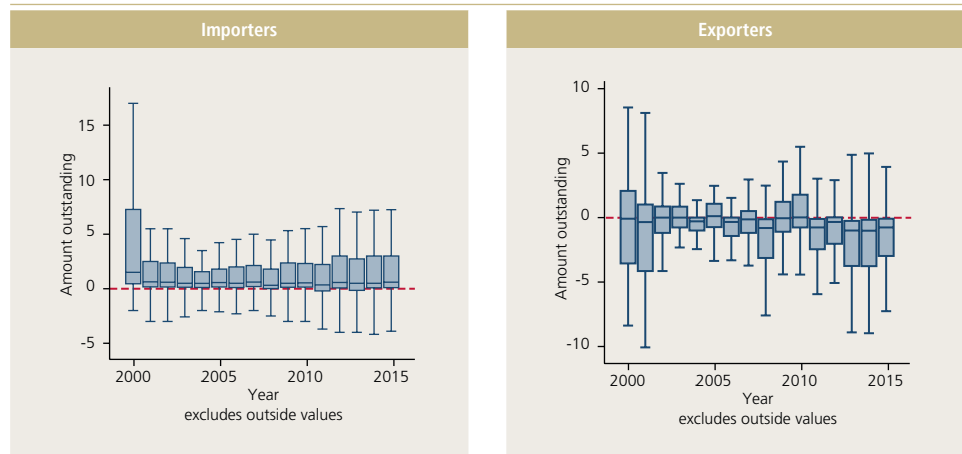 Importers
Amount outstanding
15
10
5
0
-5
2000 2005 2010 2015
Year
excludes outside values
Exporters
Amount outstanding
10
5
0
-5
-10
2000 2005 2010 2015
Year
excludes outside values